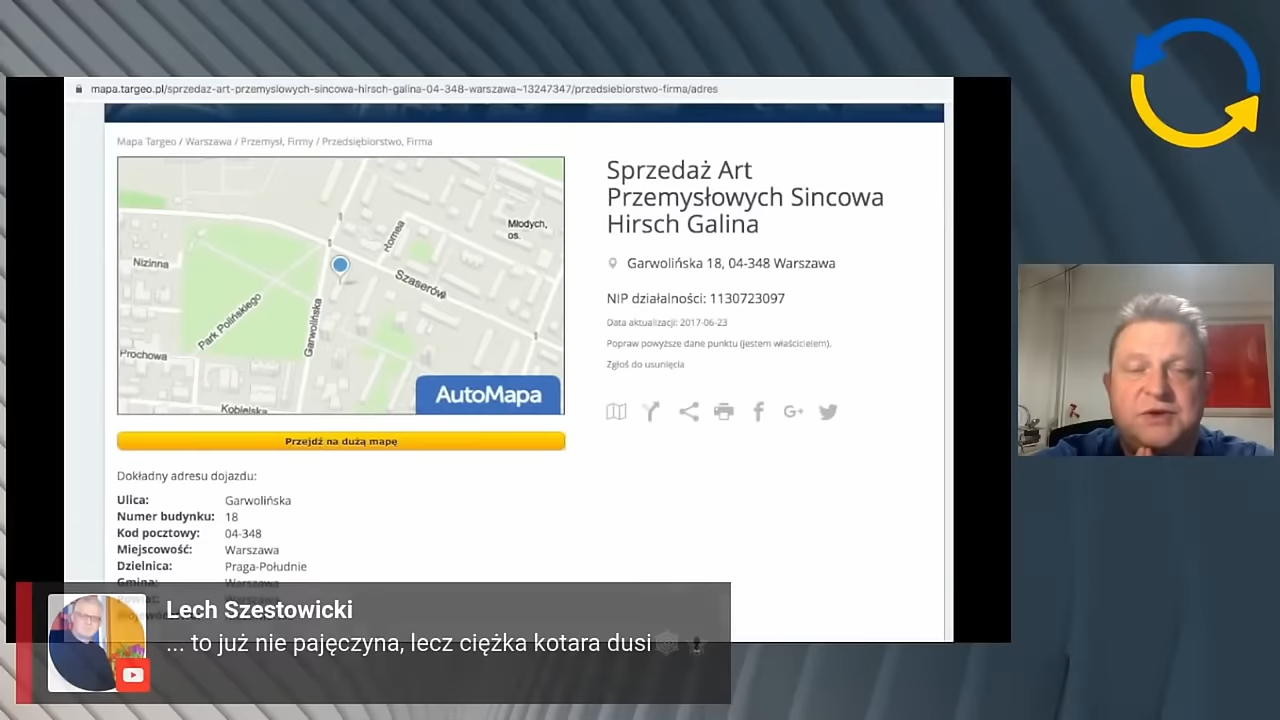 mapa.targeo.pl/sprzedaz-art-przemyslowych-sincowa-hirsch-galina-04-348-warszawa~13247347/przedsiebiorstwo-firma/adres
Mapa Targeo / Warszawa / Przemysł, Firmy / Przedsiębiorstwo, Firma
Młodych,
os.
Romea
Nizinna
Szaserów
Park Polińskiego
Garwolińska
Prochowa
Kobielska
AutoMapa
Przejdź na dużą mapę
Sprzedaż Art
Przemysłowych Sincowa
Hirsch Galina
Garwolińska 18, 04-348 Warszawa
NIP działalności: 1130723097
Data aktualizacji: 2017-06-23
Popraw powyższe dane punktu (jestem właścicielem).
Zgłoś do usunięcia
G+
Dokładny adresu dojazdu:
Ulica: Garwolińska
Numer budynku: 18
Kod pocztowy: 04-348
Miejscowość: Warszawa
Dzielnica: Praga-Południe
Gmina: Warszawa
Lech Szestowicki
... to już nie pajęczyna, lecz ciężka kotara dusi